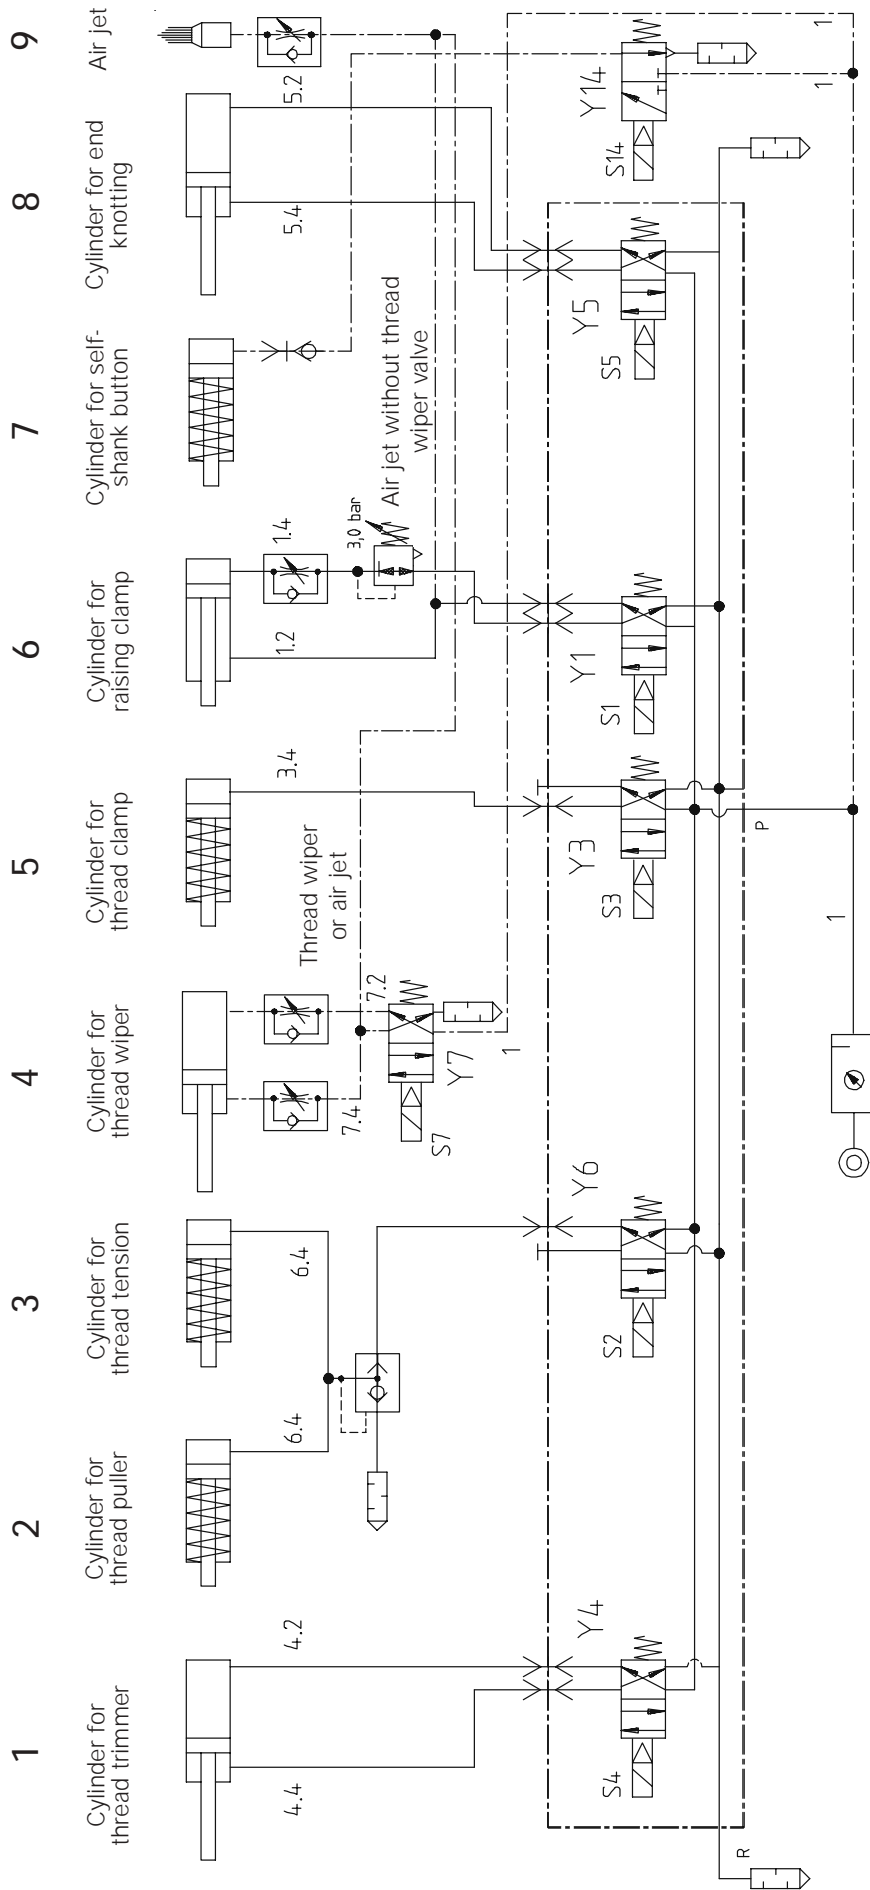 1
2
3
4
5
6
7
8
9
Cylinder for
thread trimmer
Cylinder for
thread puller
Cylinder for
thread tension
Cylinder for
thread wiper
Cylinder for
thread clamp
Cylinder for
raising clamp
Cylinder for self-
shank button
Cylinder for end
knotting
Air jet
4.4
4.2
6.4
6.4
7.4
7.2
3.4
1.2
1.4
5.4
5.2
Thread wiper
or air jet
3,0 bar
Air jet without thread
wiper valve
S7
Y7
1
Y4
Y6
Y3
Y1
Y5
Y14
S4
S2
S3
S1
S5
S14
R
P
1
1
1